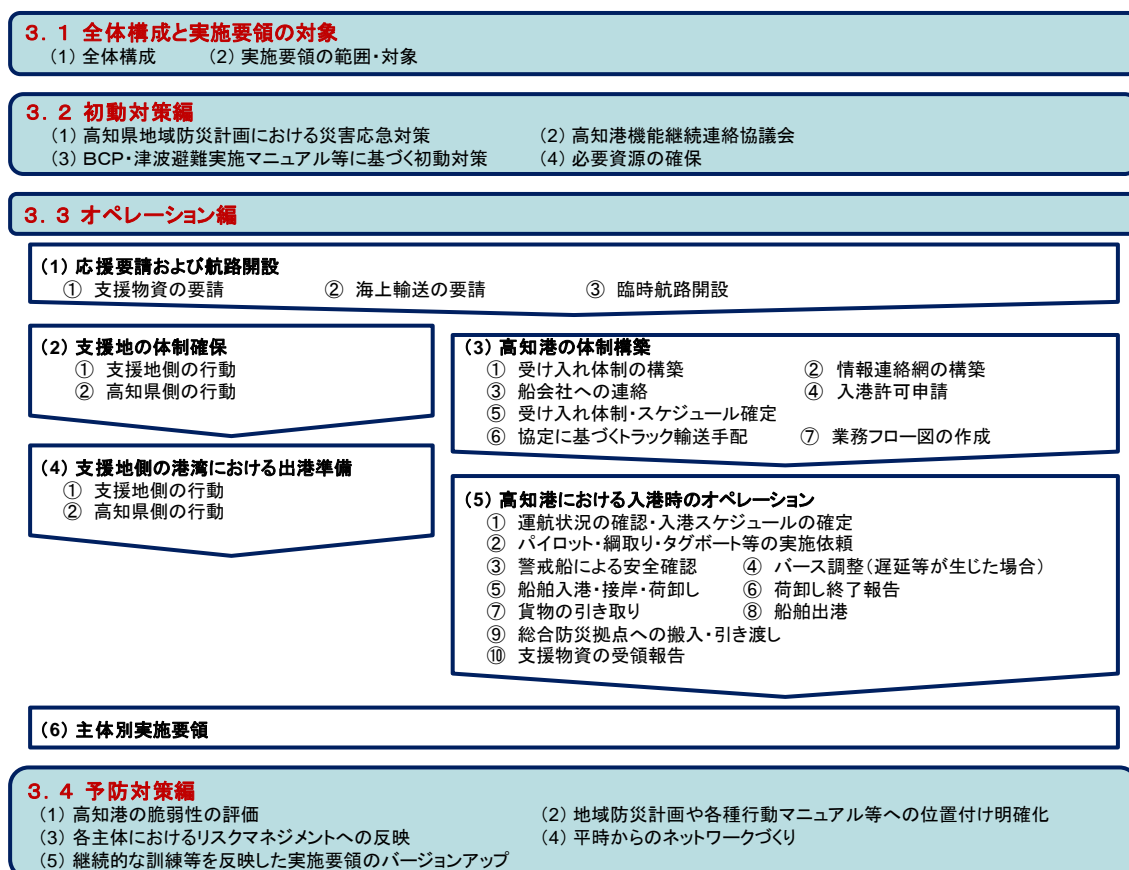 3．1 全体構成と実施要領の対象
（1）全体構成　（2）実施要領の範囲・対象
3．2 初動対策編
（1）高知県地域防災計画における災害応急対策　（2）高知港機能継続連絡協議会
（3）BCP・津波避難実施マニュアル等に基づく初動対策　（4）必要資源の確保
3．3 オペレーション編
（1）応援要請および航路開設
① 支援物資の要請　② 海上輸送の要請　③ 臨時航路開設
（2）支援地の体制確保
① 支援地側の行動
② 高知県側の行動
（3）高知港の体制構築
① 受け入れ体制の構築　② 情報連絡網の構築
③ 船会社への連絡　④ 入港許可申請
⑤ 受け入れ体制・スケジュール確定
⑥ 協定に基づくトラック輸送手配　⑦ 業務フロー図の作成
（4）支援地側の港湾における出港準備
① 支援地側の行動
② 高知県側の行動
（5）高知港における入港時のオペレーション
① 運航状況の確認・入港スケジュールの確定
② パイロット・綱取り・タグボート等の実施依頼
③ 警戒船による安全確認　④ バース調整（遅延等が生じた場合）
⑤ 船舶入港・接岸・荷卸し　⑥ 荷卸し終了報告
⑦ 貨物の引き取り　⑧ 船舶出港
⑨ 総合防災拠点への搬入・引き渡し
⑩ 支援物資の受領報告
（6）主体別実施要領
3．4 予防対策編
（1）高知港の脆弱性の評価　（2）地域防災計画や各種行動マニュアル等への位置付け明確化
（3）各主体におけるリスクマネジメントへの反映　（4）平時からのネットワークづくり
（5）継続的な訓練等を反映した実施要領のバージョンアップ